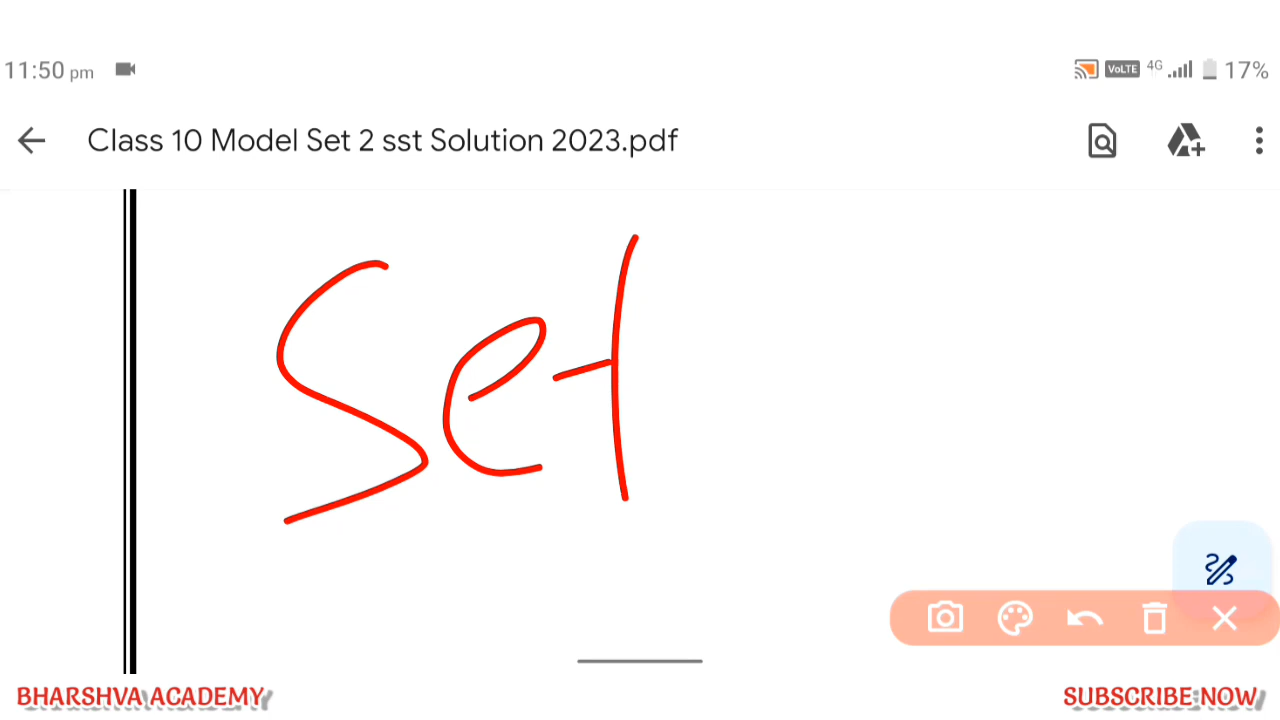 11:50 pm VoLTE 4G 17%
Class 10 Model Set 2 sst Solution 2023.pdf
Set
BHARSHVA ACADEMY SUBSCRIBE NOW